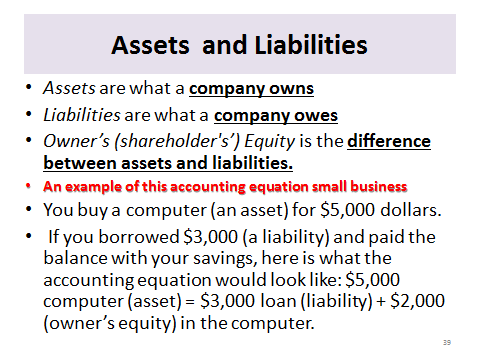 Assets and Liabilities
• Assets are what a company owns
• Liabilities are what a company owes
• Owner's (shareholder's') Equity is the difference
between assets and liabilities.
• An example of this accounting equation small business
• You buy a computer (an asset) for $5,000 dollars.
• If you borrowed $3,000 (a liability) and paid the
balance with your savings, here is what the
accounting equation would look like: $5,000
computer (asset) = $3,000 loan (liability) + $2,000
(owner's equity) in the computer.
39